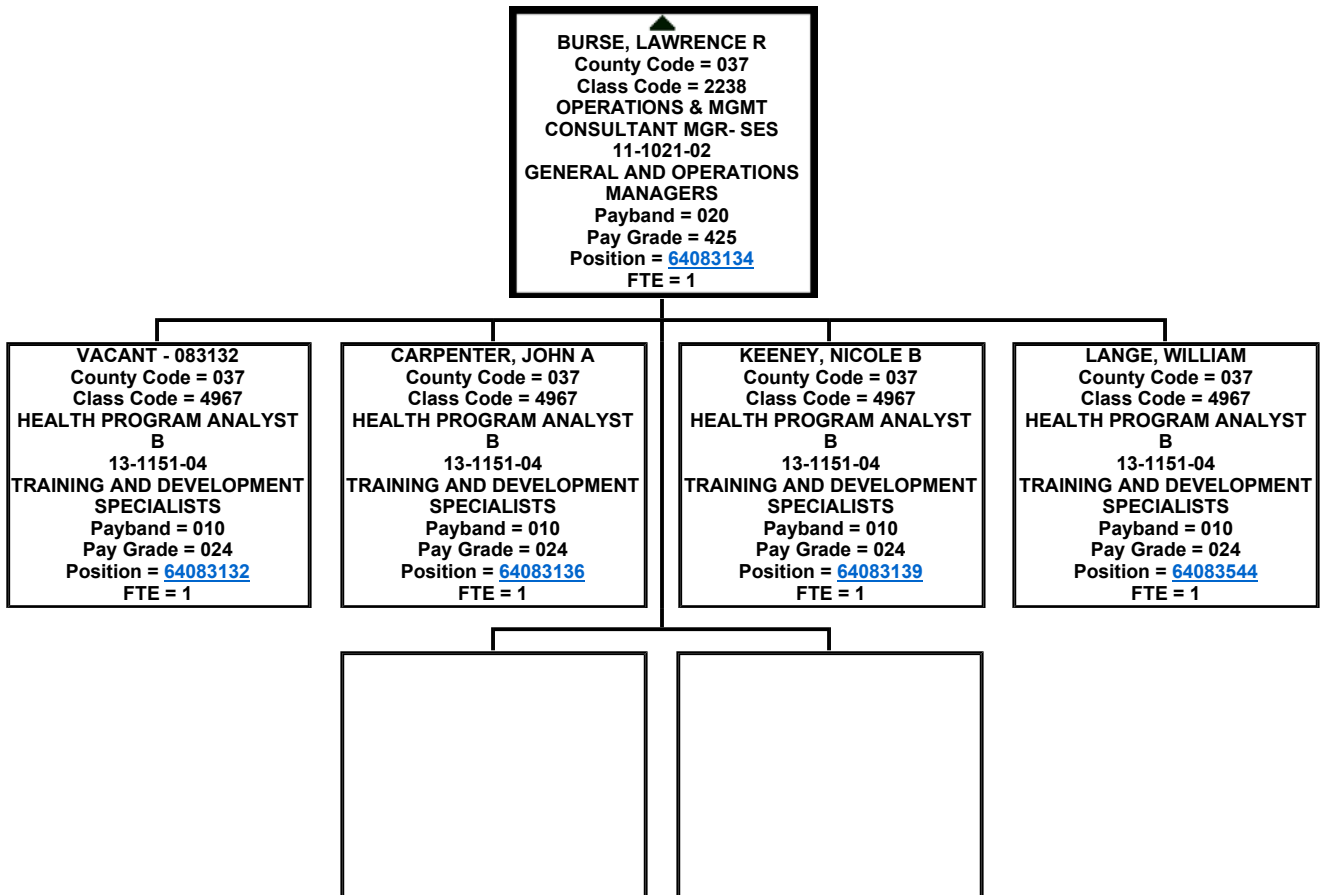 BURSE, LAWRENCE R
County Code = 037
Class Code = 2238
OPERATIONS & MGMT
CONSULTANT MGR- SES
11-1021-02
GENERAL AND OPERATIONS
MANAGERS
Payband = 020
Pay Grade = 425
Position = 64083134
FTE = 1
VACANT - 083132
County Code = 037
Class Code = 4967
HEALTH PROGRAM ANALYST
B
13-1151-04
TRAINING AND DEVELOPMENT
SPECIALISTS
Payband = 010
Pay Grade = 024
Position = 64083132
FTE = 1
CARPENTER, JOHN A
County Code = 037
Class Code = 4967
HEALTH PROGRAM ANALYST
B
13-1151-04
TRAINING AND DEVELOPMENT
SPECIALISTS
Payband = 010
Pay Grade = 024
Position = 64083136
FTE = 1
KEENEY, NICOLE B
County Code = 037
Class Code = 4967
HEALTH PROGRAM ANALYST
B
13-1151-04
TRAINING AND DEVELOPMENT
SPECIALISTS
Payband = 010
Pay Grade = 024
Position = 64083139
FTE = 1
LANGE, WILLIAM
County Code = 037
Class Code = 4967
HEALTH PROGRAM ANALYST
B
13-1151-04
TRAINING AND DEVELOPMENT
SPECIALISTS
Payband = 010
Pay Grade = 024
Position = 64083544
FTE = 1